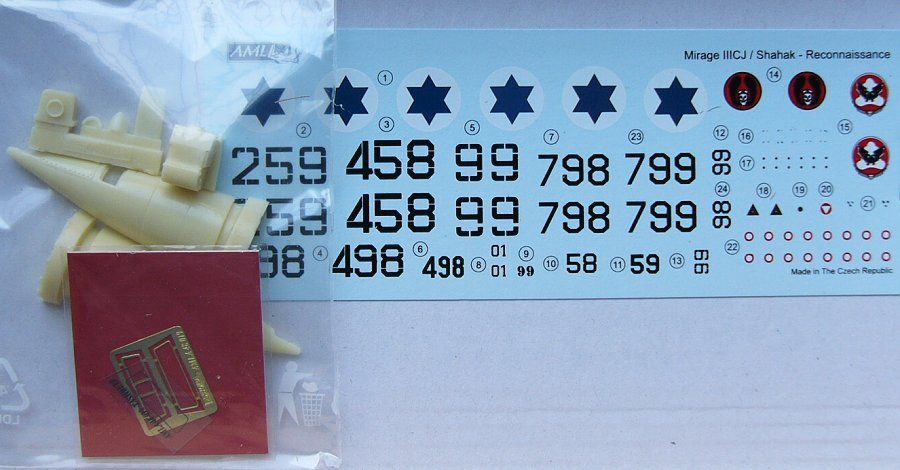 AML
Mirage IIICJ / Shahak - Reconnaissance
1 14
2 3 5 7 23 12 16 15
259 458 99 798 799 99
17
24 18 19 20 21
259 458 99 798 799 98
4 6 8 01 9 10 11 13 22
98 498 498 01 99 58 59 99
Made in The Czech Republic